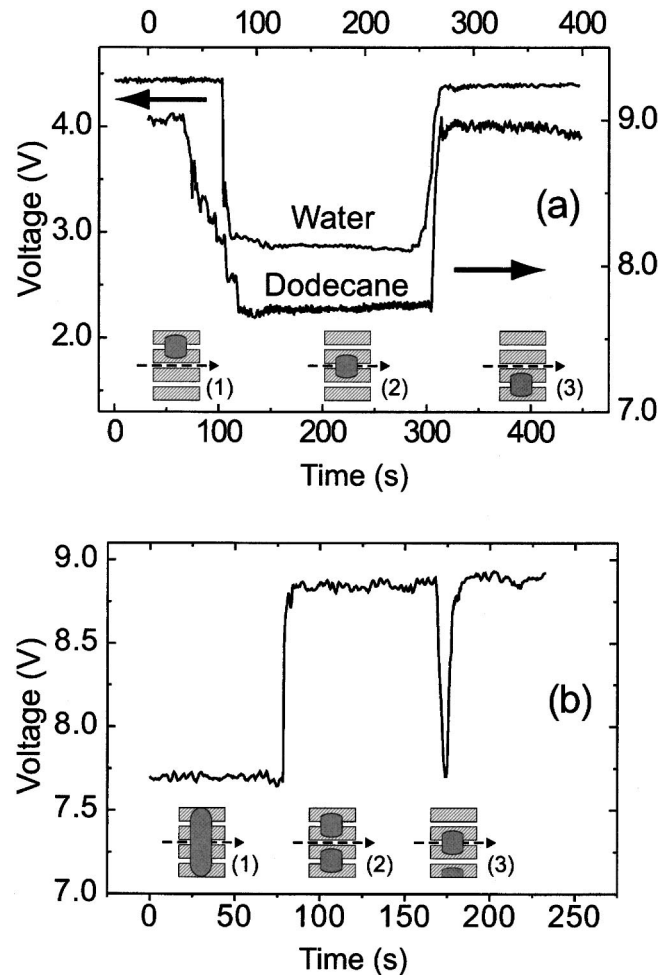 0 100 200 300 400
4.0
3.0
2.0
Voltage (V)
9.0
8.0
7.0
(a)
Water
Dodecane
(1) (2) (3)
0 100 200 300 400
Time (s)
9.0
8.5
8.0
7.5
7.0
Voltage (V)
(b)
(1) (2) (3)
0 50 100 150 200 250
Time (s)